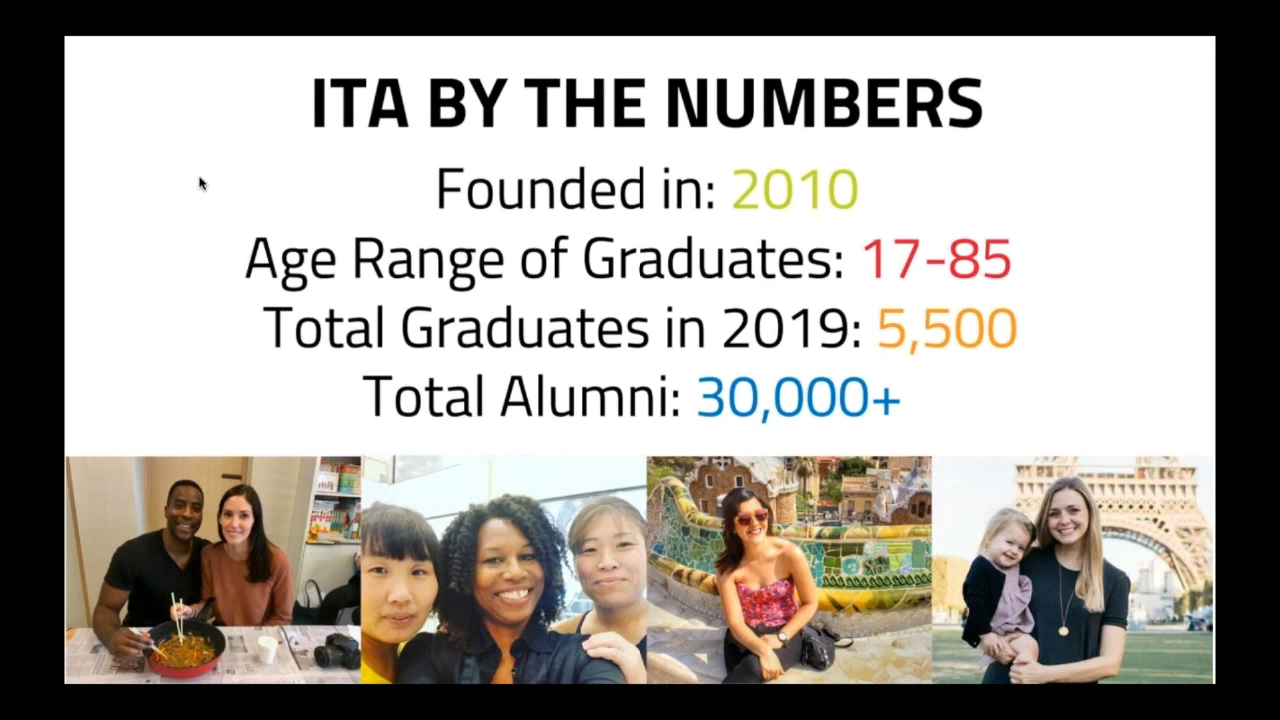 ITA BY THE NUMBERS
Founded in: 2010
Age Range of Graduates: 17-85
Total Graduates in 2019: 5,500
Total Alumni: 30,000+